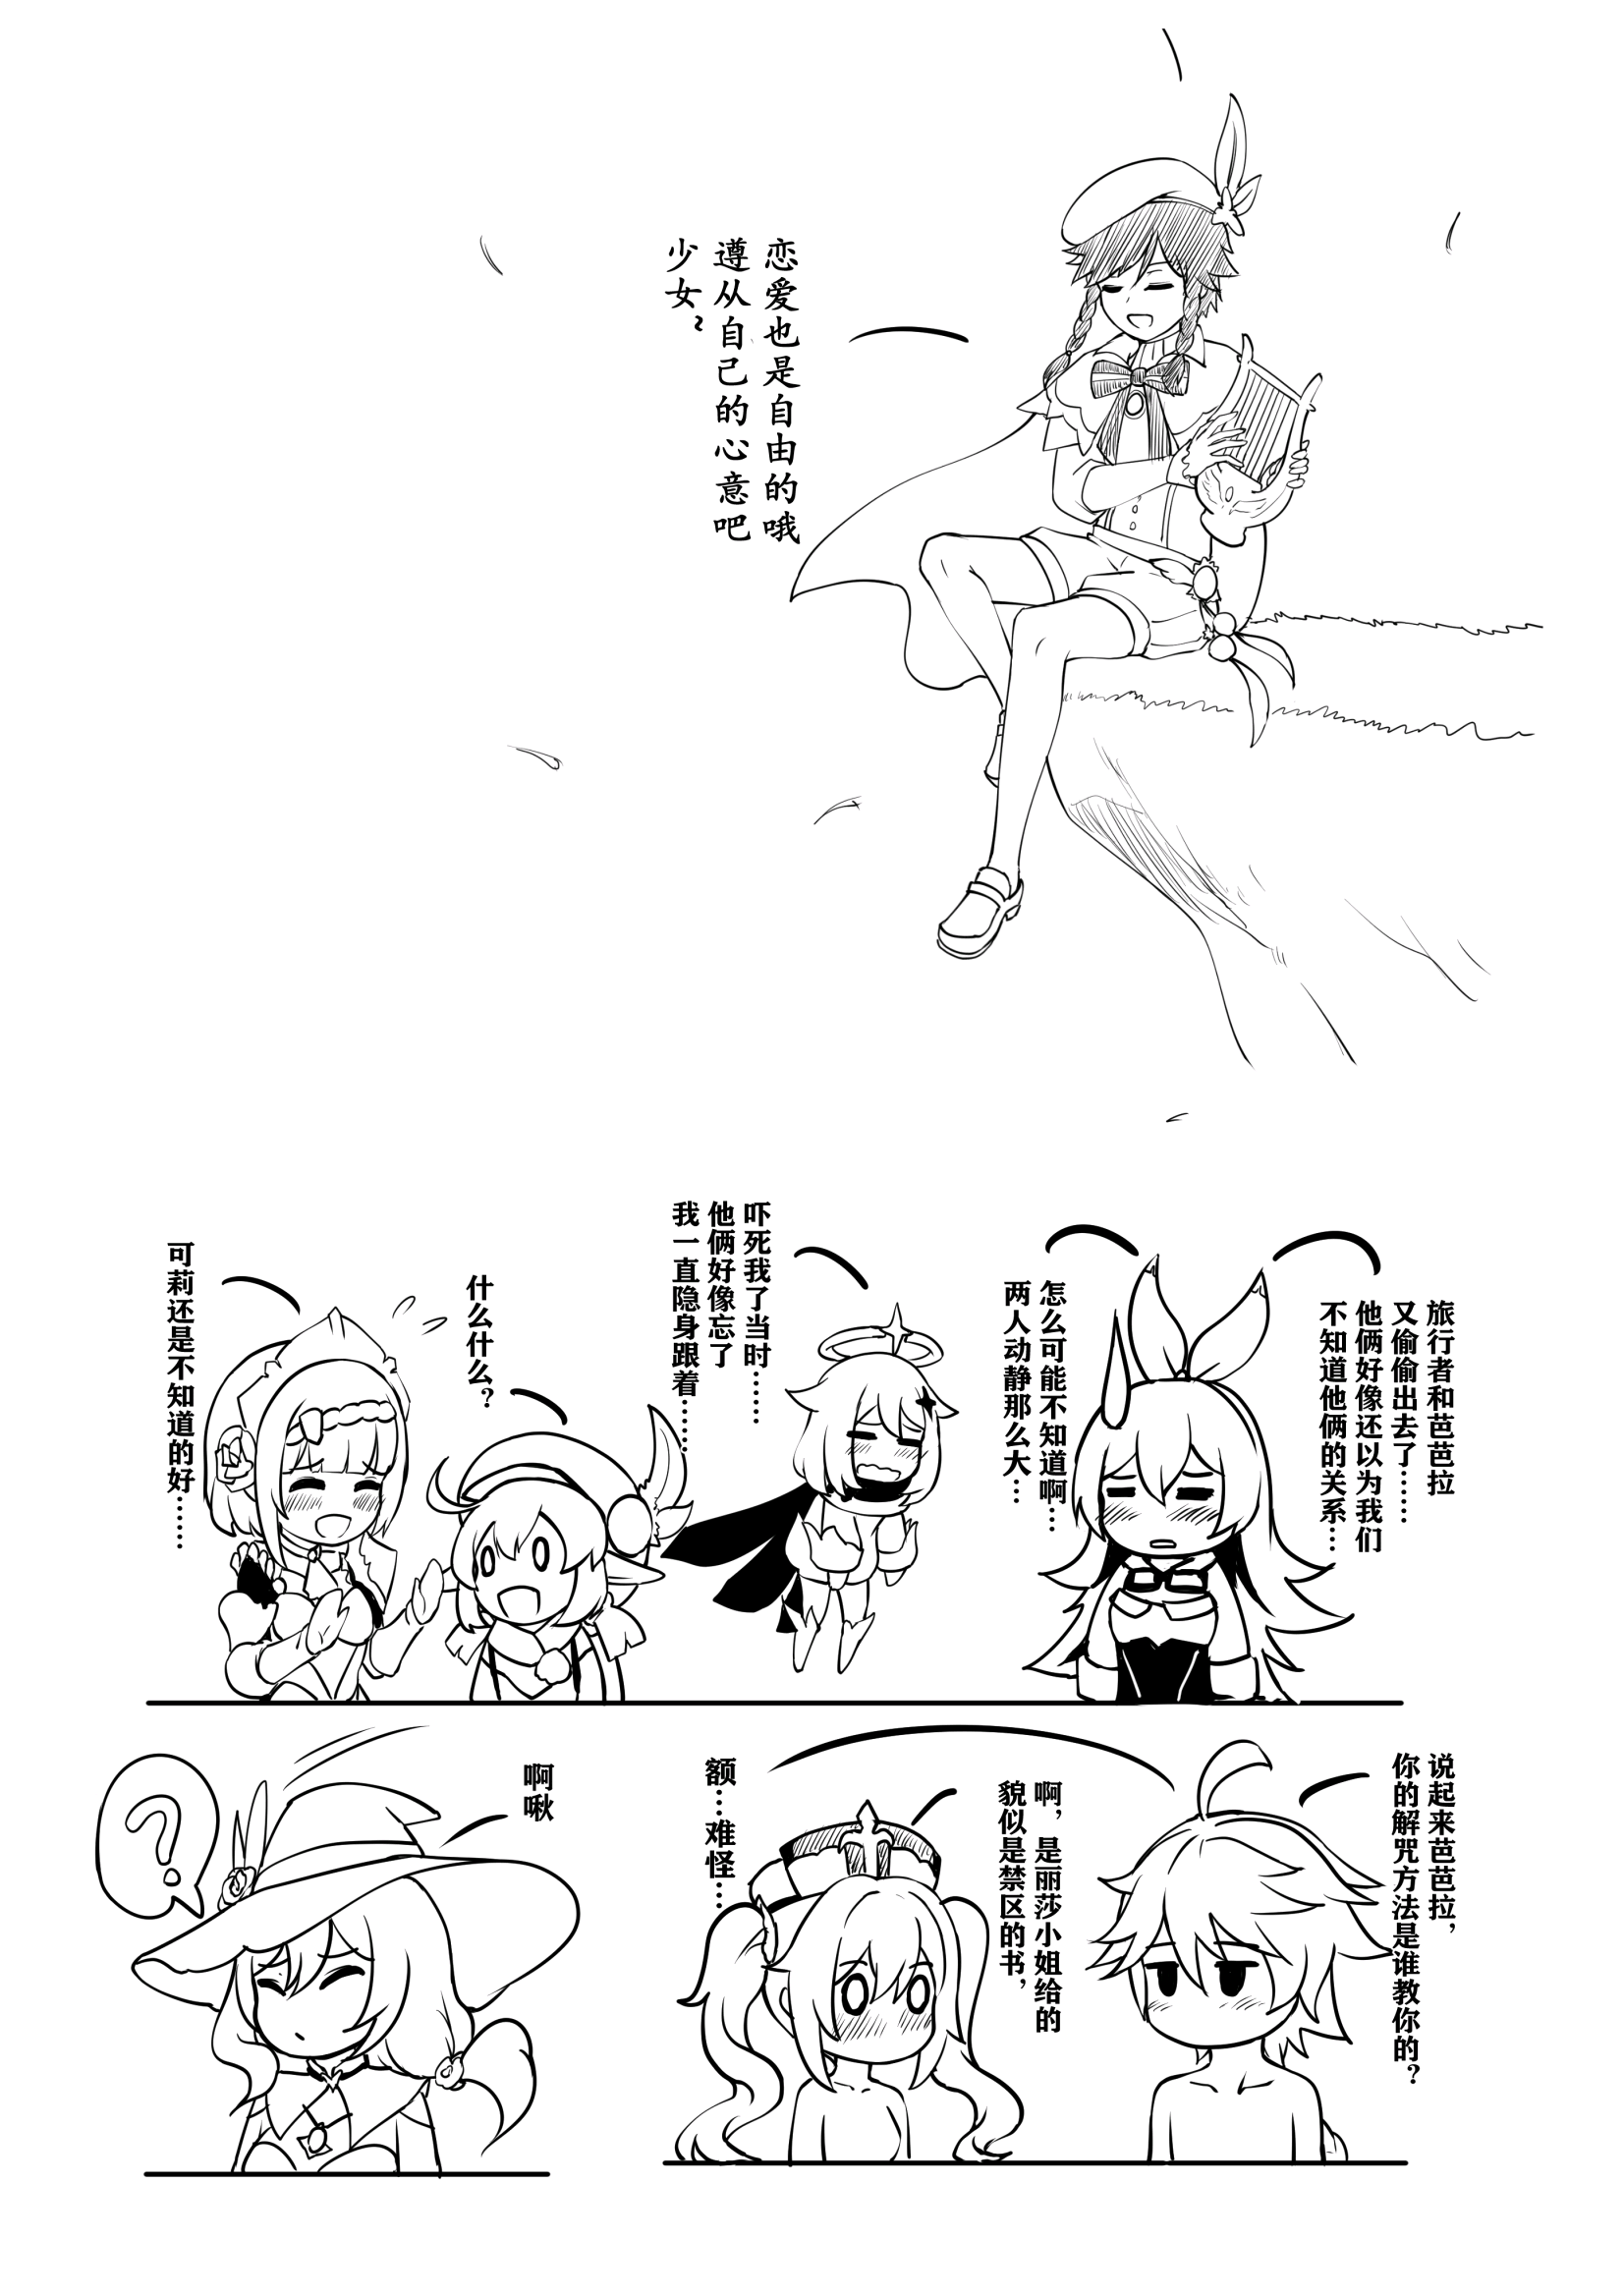 恋爱也是自由的哦
遵从自己的心意吧
少女~
旅行者和芭芭拉
又偷偷出去了……
他俩好像还以为我们
不知道他俩的关系…
怎么可能不知道啊…
两人动静那么大…
吓死我了当时……
他俩好像忘了
我一直隐身跟着……
什么什么?
可莉还是不知道的好……
说起来芭芭拉,
你的解咒方法是谁教你的?
啊,是丽莎小姐给的
貌似是禁区的书,
额…难怪…
啊啾
?